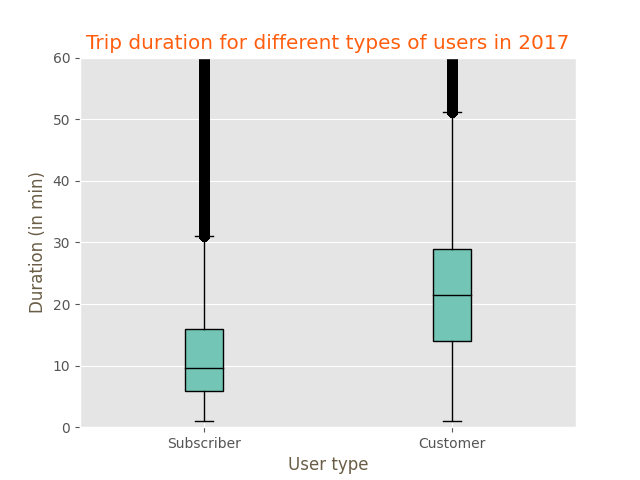 Trip duration for different types of users in 2017
60
50
40
30
20
10
0
Duration (in min)
Subscriber Customer
User type